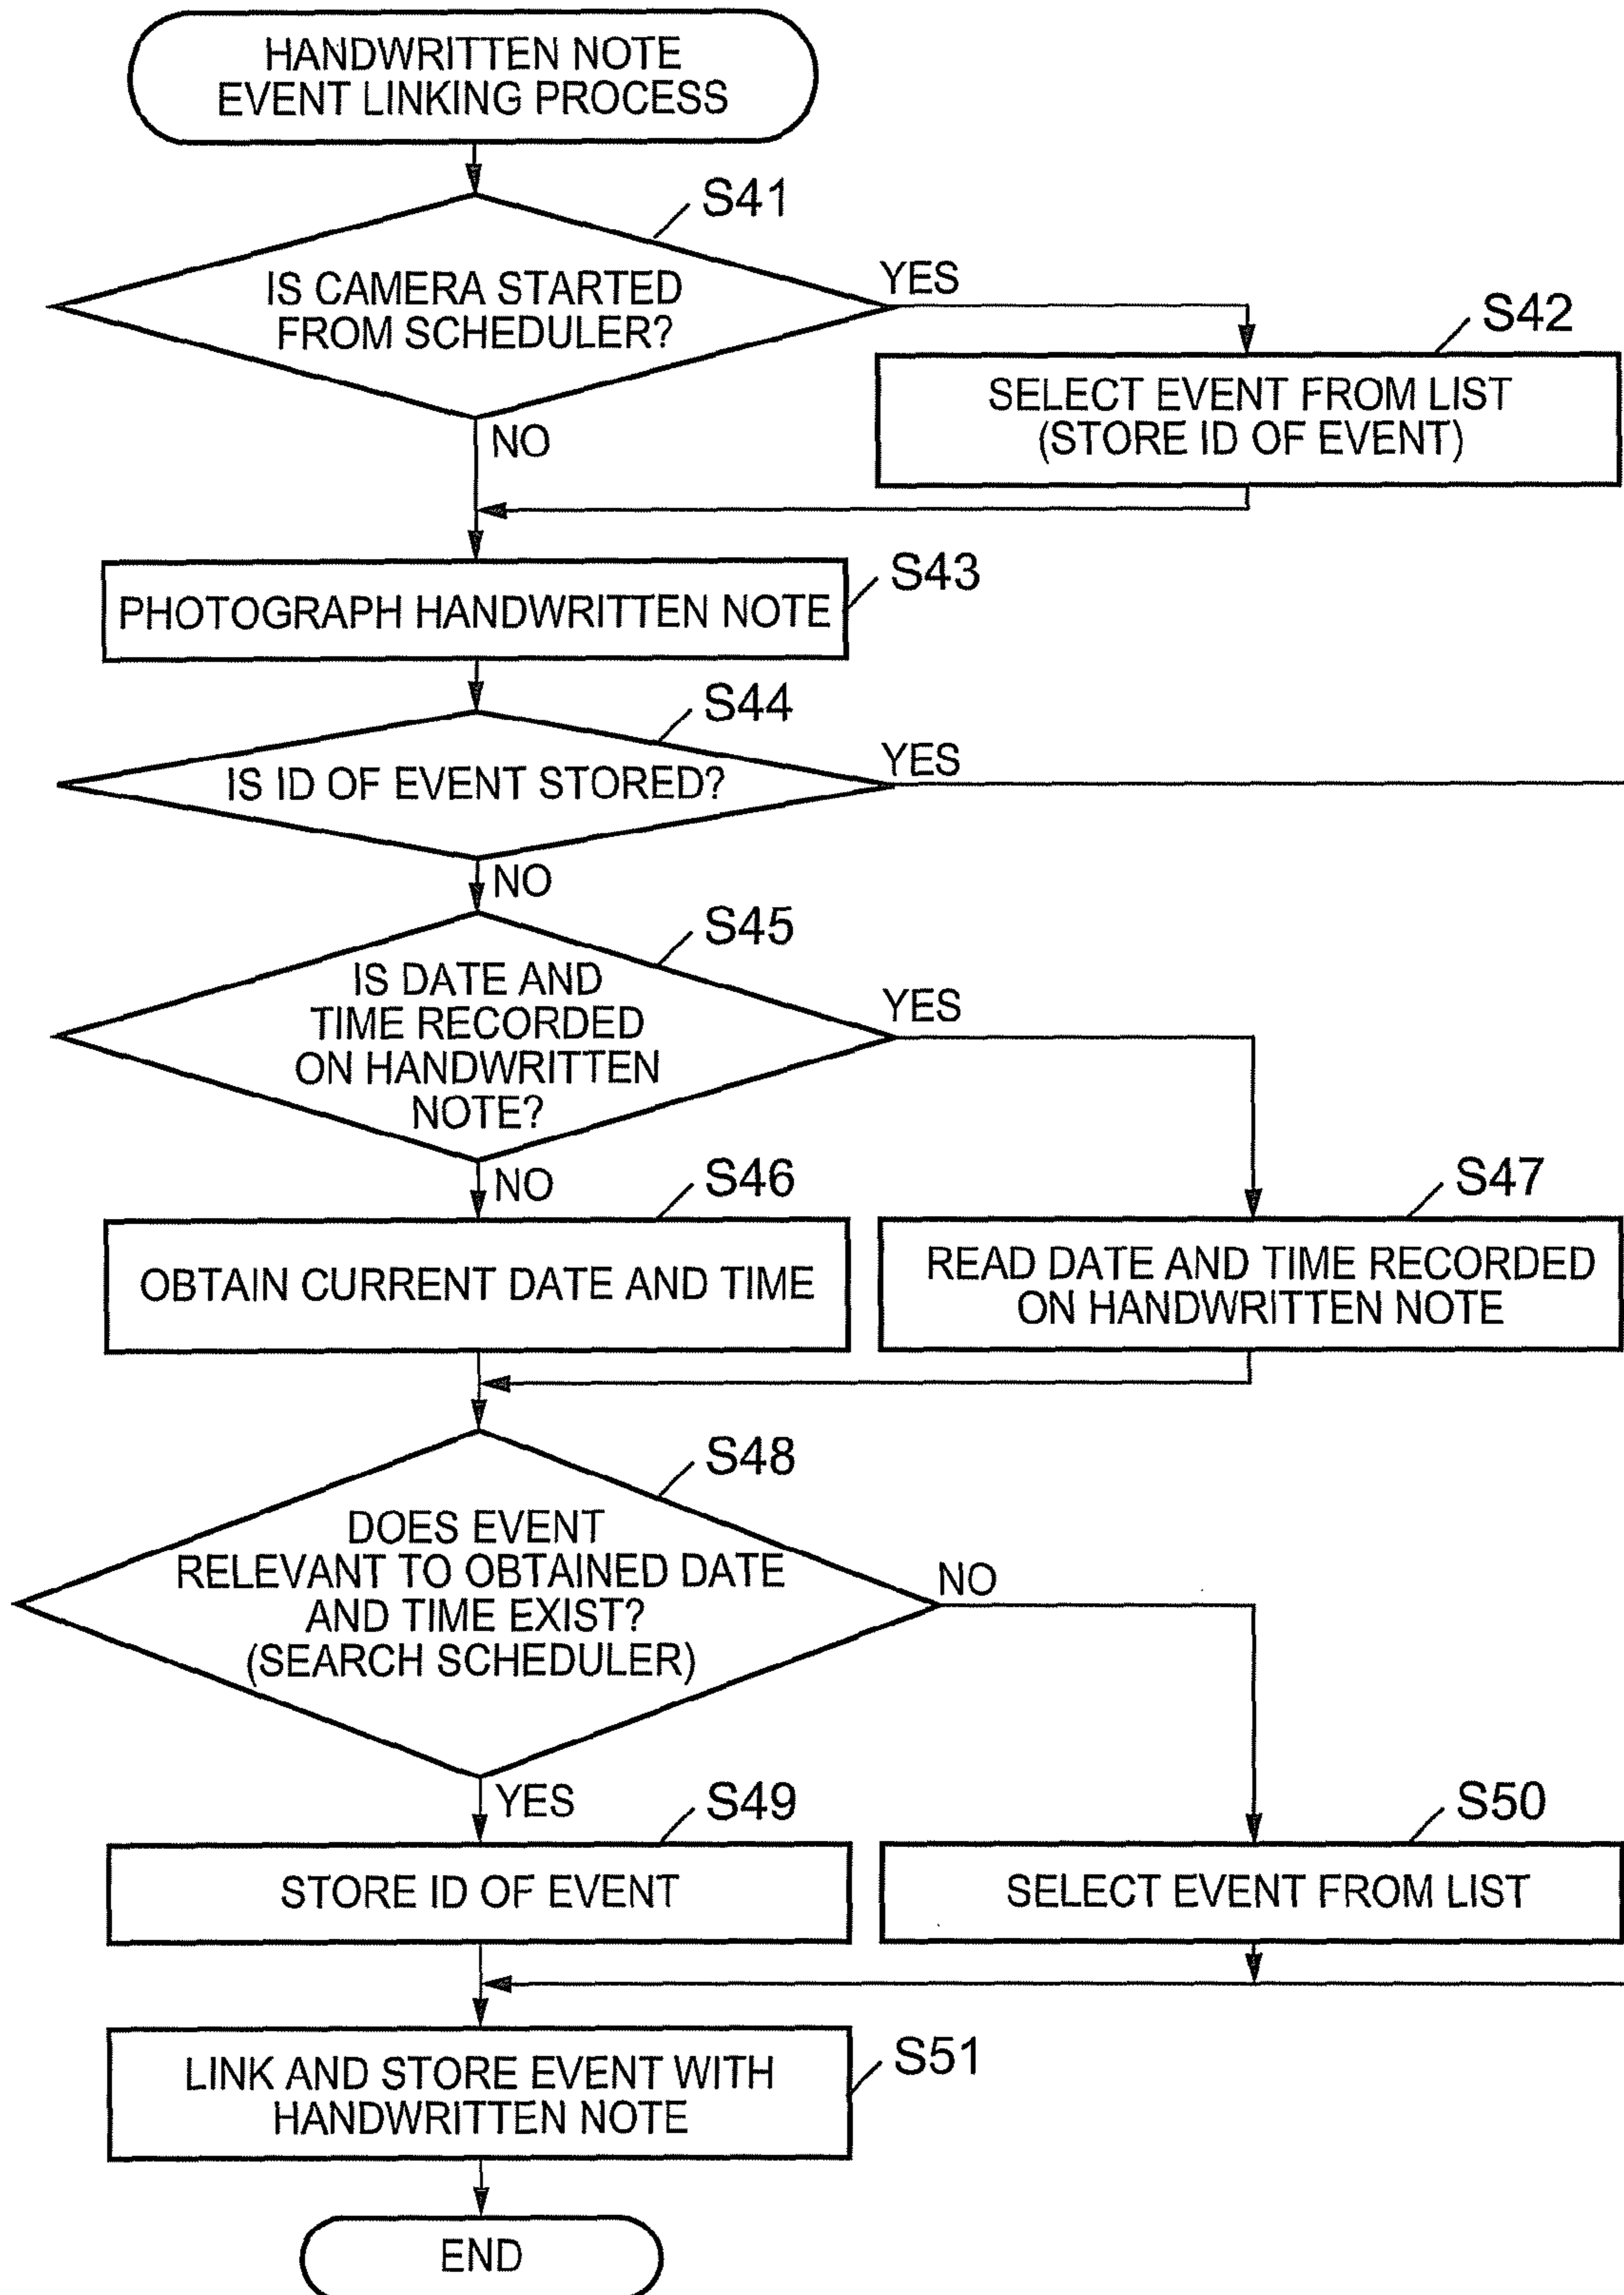 HANDWRITTEN NOTE
EVENT LINKING PROCESS
S41
IS CAMERA STARTED
FROM SCHEDULER?
YES
S42
SELECT EVENT FROM LIST
(STORE ID OF EVENT)
NO
S43
PHOTOGRAPH HANDWRITTEN NOTE
S44
IS ID OF EVENT STORED?
YES
NO
S45
IS DATE AND
TIME RECORDED
ON HANDWRITTEN
NOTE?
YES
NO
S46
OBTAIN CURRENT DATE AND TIME
S47
READ DATE AND TIME RECORDED
ON HANDWRITTEN NOTE
S48
DOES EVENT
RELEVANT TO OBTAINED DATE
AND TIME EXIST?
(SEARCH SCHEDULER)
NO
YES
S49
STORE ID OF EVENT
S50
SELECT EVENT FROM LIST
S51
LINK AND STORE EVENT WITH
HANDWRITTEN NOTE
END